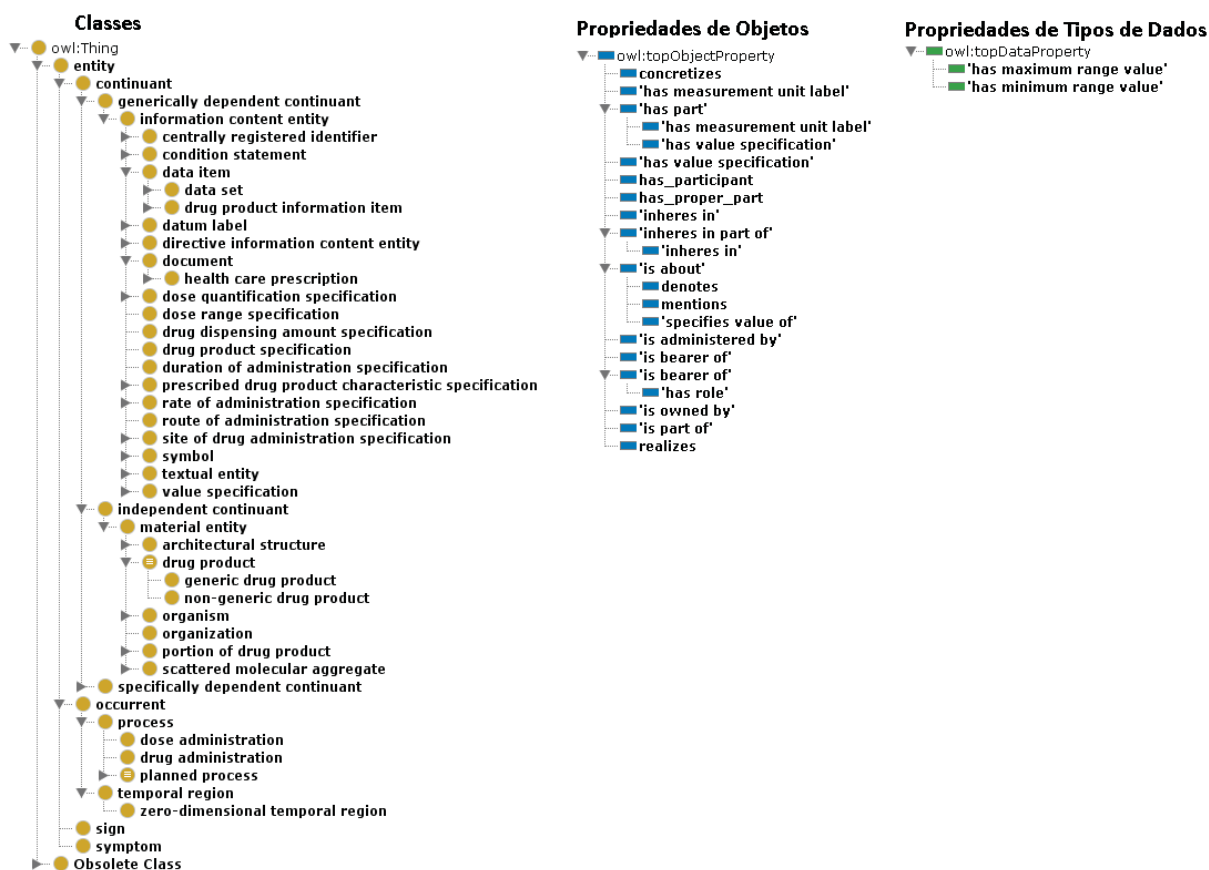 Classes
owl:Thing
entity
continuant
generically dependent continuant
information content entity
centrally registered identifier
condition statement
data item
data set
drug product information item
datum label
directive information content entity
document
health care prescription
dose quantification specification
dose range specification
drug dispensing amount specification
drug product specification
duration of administration specification
prescribed drug product characteristic specification
rate of administration specification
route of administration specification
site of drug administration specification
symbol
textual entity
value specification
independent continuant
material entity
architectural structure
drug product
generic drug product
non-generic drug product
organism
organization
portion of drug product
scattered molecular aggregate
specifically dependent continuant
occurrent
process
dose administration
drug administration
planned process
temporal region
zero-dimensional temporal region
sign
symptom
Obsolete Class
Propriedades de Objetos
owl:topObjectProperty
concretizes
'has measurement unit label'
'has part'
'has measurement unit label'
'has value specification'
'has value specification'
has_participant
has_proper_part
'inheres in'
'inheres in part of'
'inheres in'
'is about'
denotes
mentions
'specifies value of'
'is administered by'
'is bearer of'
'is bearer of'
'has role'
'is owned by'
'is part of'
realizes
Propriedades de Tipos de Dados
owl:topDataProperty
'has maximum range value'
'has minimum range value'